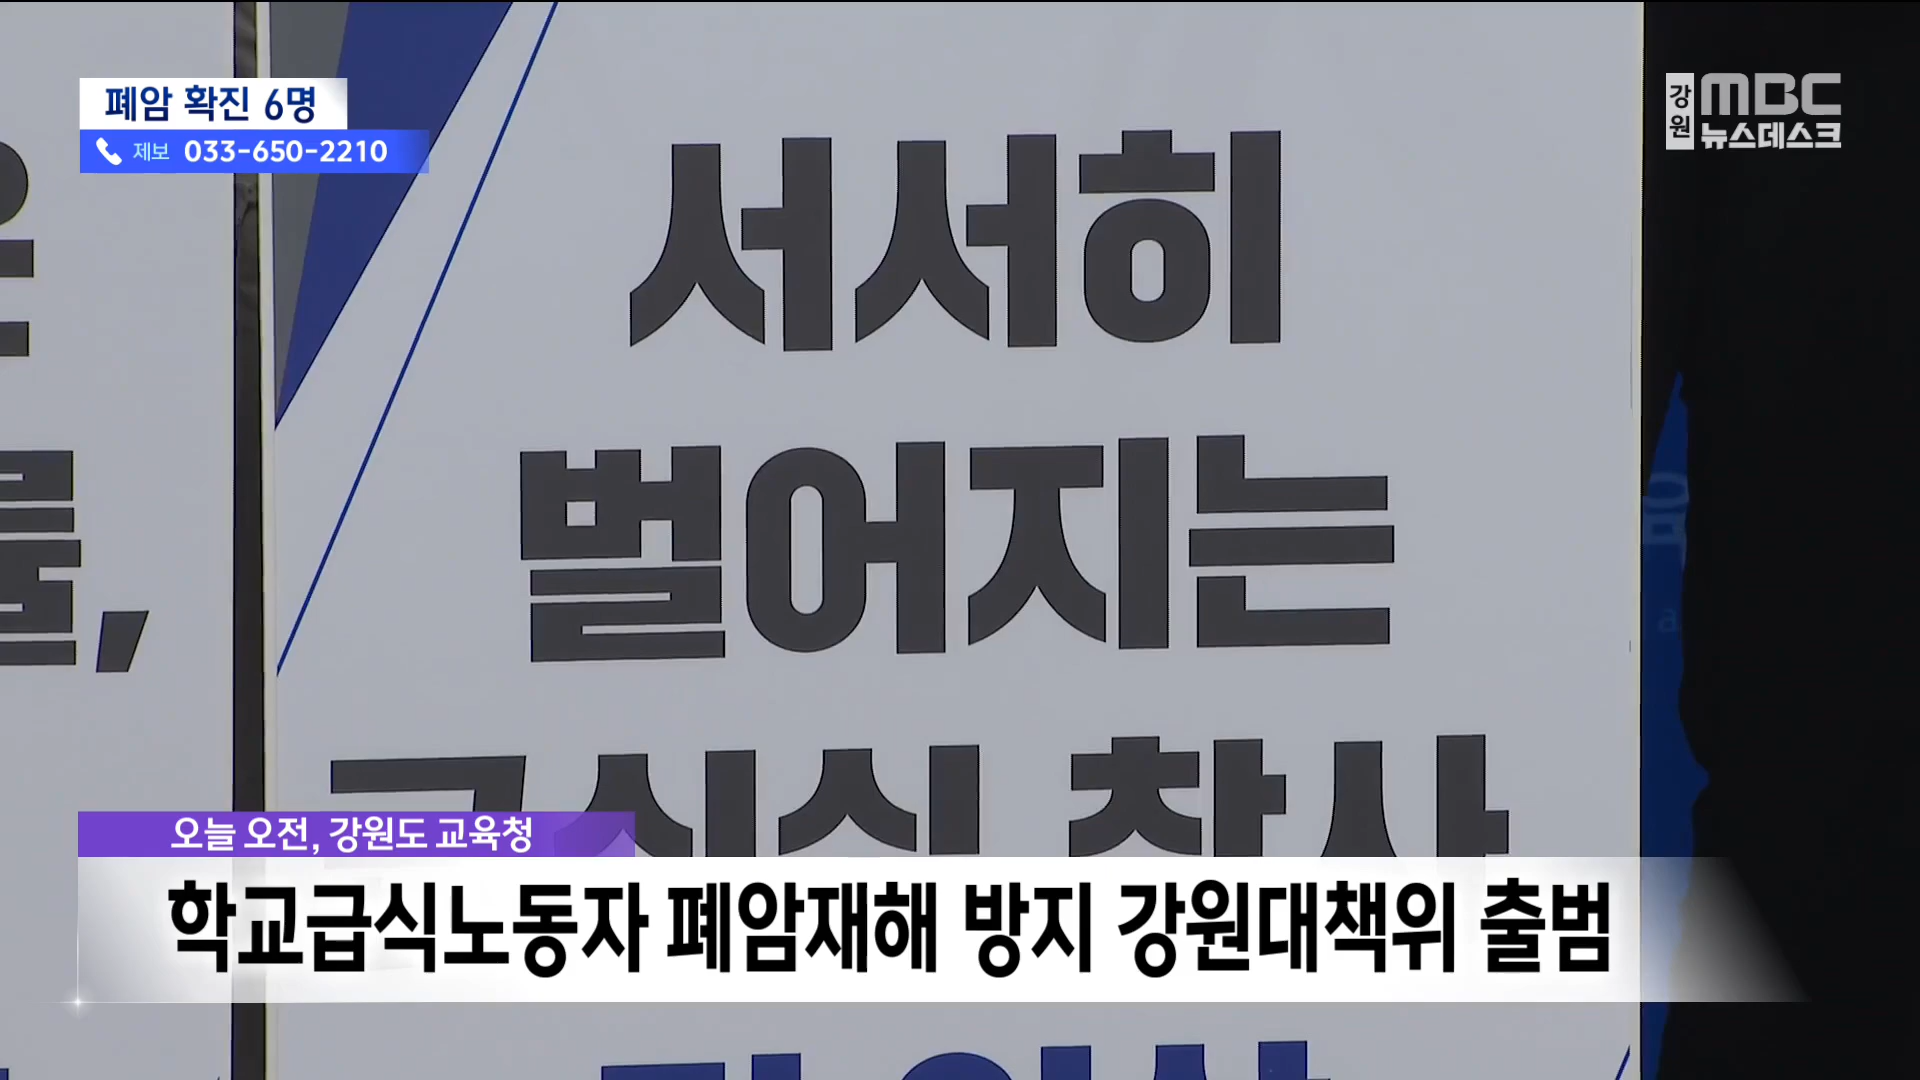 폐암 확진 6명
제보 033-650-2210
강원
MBC
뉴스데스크
서서히
벌어지는
오늘 오전, 강원도 교육청
학교급식노동자 폐암재해 방지 강원대책위 출범